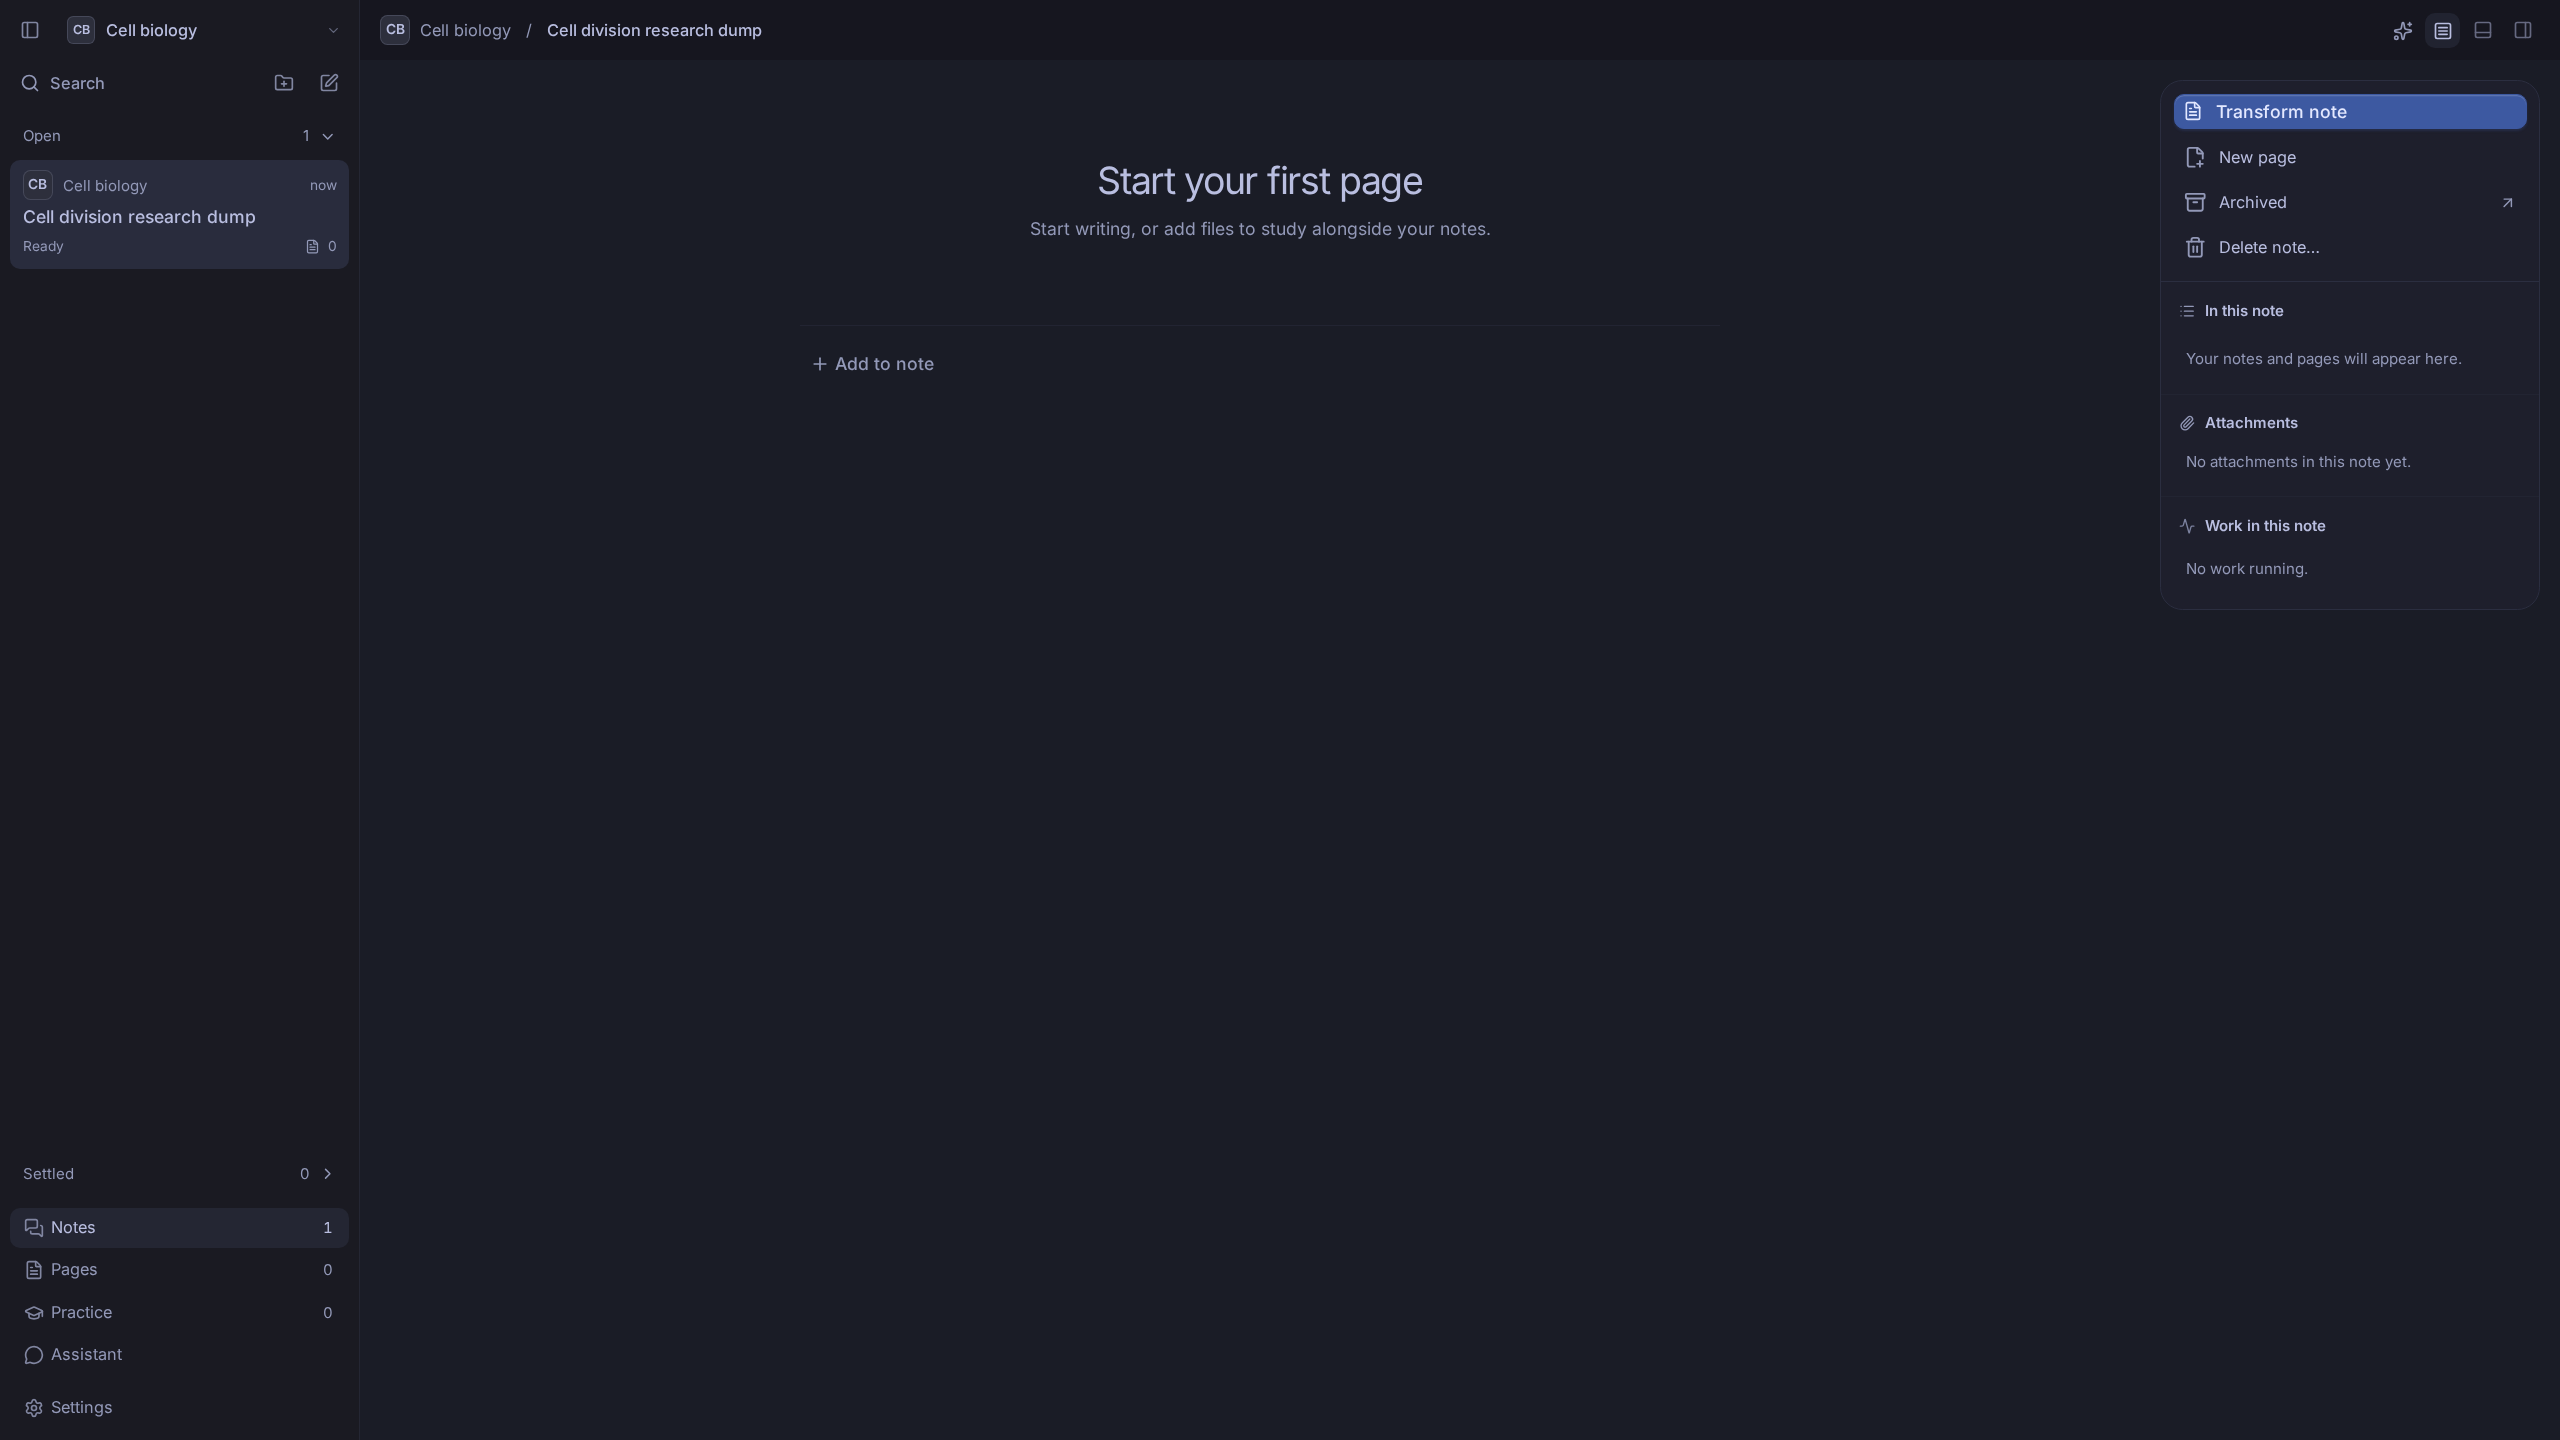 CB Cell biology
Search
Open 1
CB Cell biology now
Cell division research dump
Ready 0
Settled 0
Notes 1
Pages 0
Practice 0
Assistant
Settings
CB Cell biology / Cell division research dump
Start your first page
Start writing, or add files to study alongside your notes.
Add to note
Transform note
New page
Archived
Delete note...
In this note
Your notes and pages will appear here.
Attachments
No attachments in this note yet.
Work in this note
No work running.